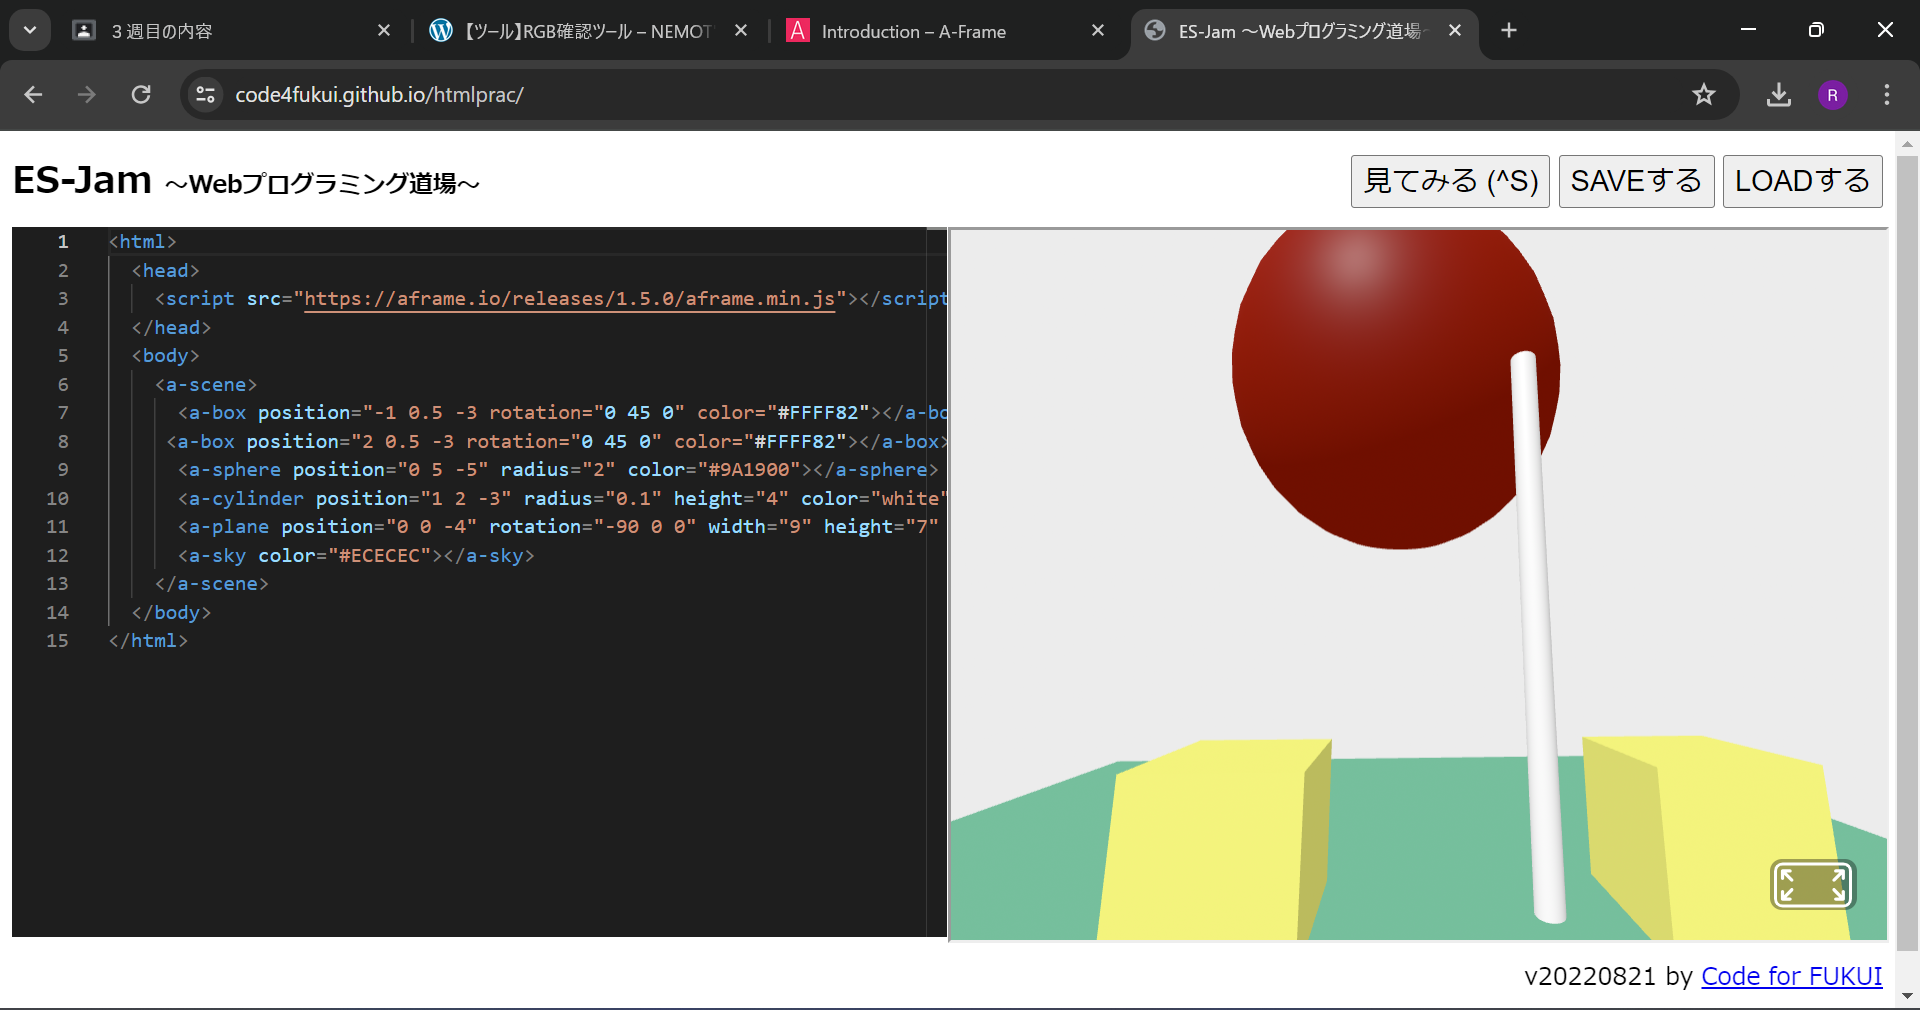 3週目の内容
【ツール】RGB確認ツール – NEMOT
Introduction – A-Frame
ES-Jam 〜Webプログラミング道場〜
code4fukui.github.io/htmlprac/
R
ES-Jam 〜Webプログラミング道場〜
見てみる (^S)
SAVEする
LOADする
1 <html>
2 <head>
3 <script src="https://aframe.io/releases/1.5.0/aframe.min.js"></script
4 </head>
5 <body>
6 <a-scene>
7 <a-box position="-1 0.5 -3 rotation="0 45 0" color="#FFFF82"></a-bo
8 <a-box position="2 0.5 -3 rotation="0 45 0" color="#FFFF82"></a-box>
9 <a-sphere position="0 5 -5" radius="2" color="#9A1900"></a-sphere>
10 <a-cylinder position="1 2 -3" radius="0.1" height="4" color="white"
11 <a-plane position="0 0 -4" rotation="-90 0 0" width="9" height="7"
12 <a-sky color="#ECECEC"></a-sky>
13 </a-scene>
14 </body>
15 </html>
v20220821 by Code for FUKUI